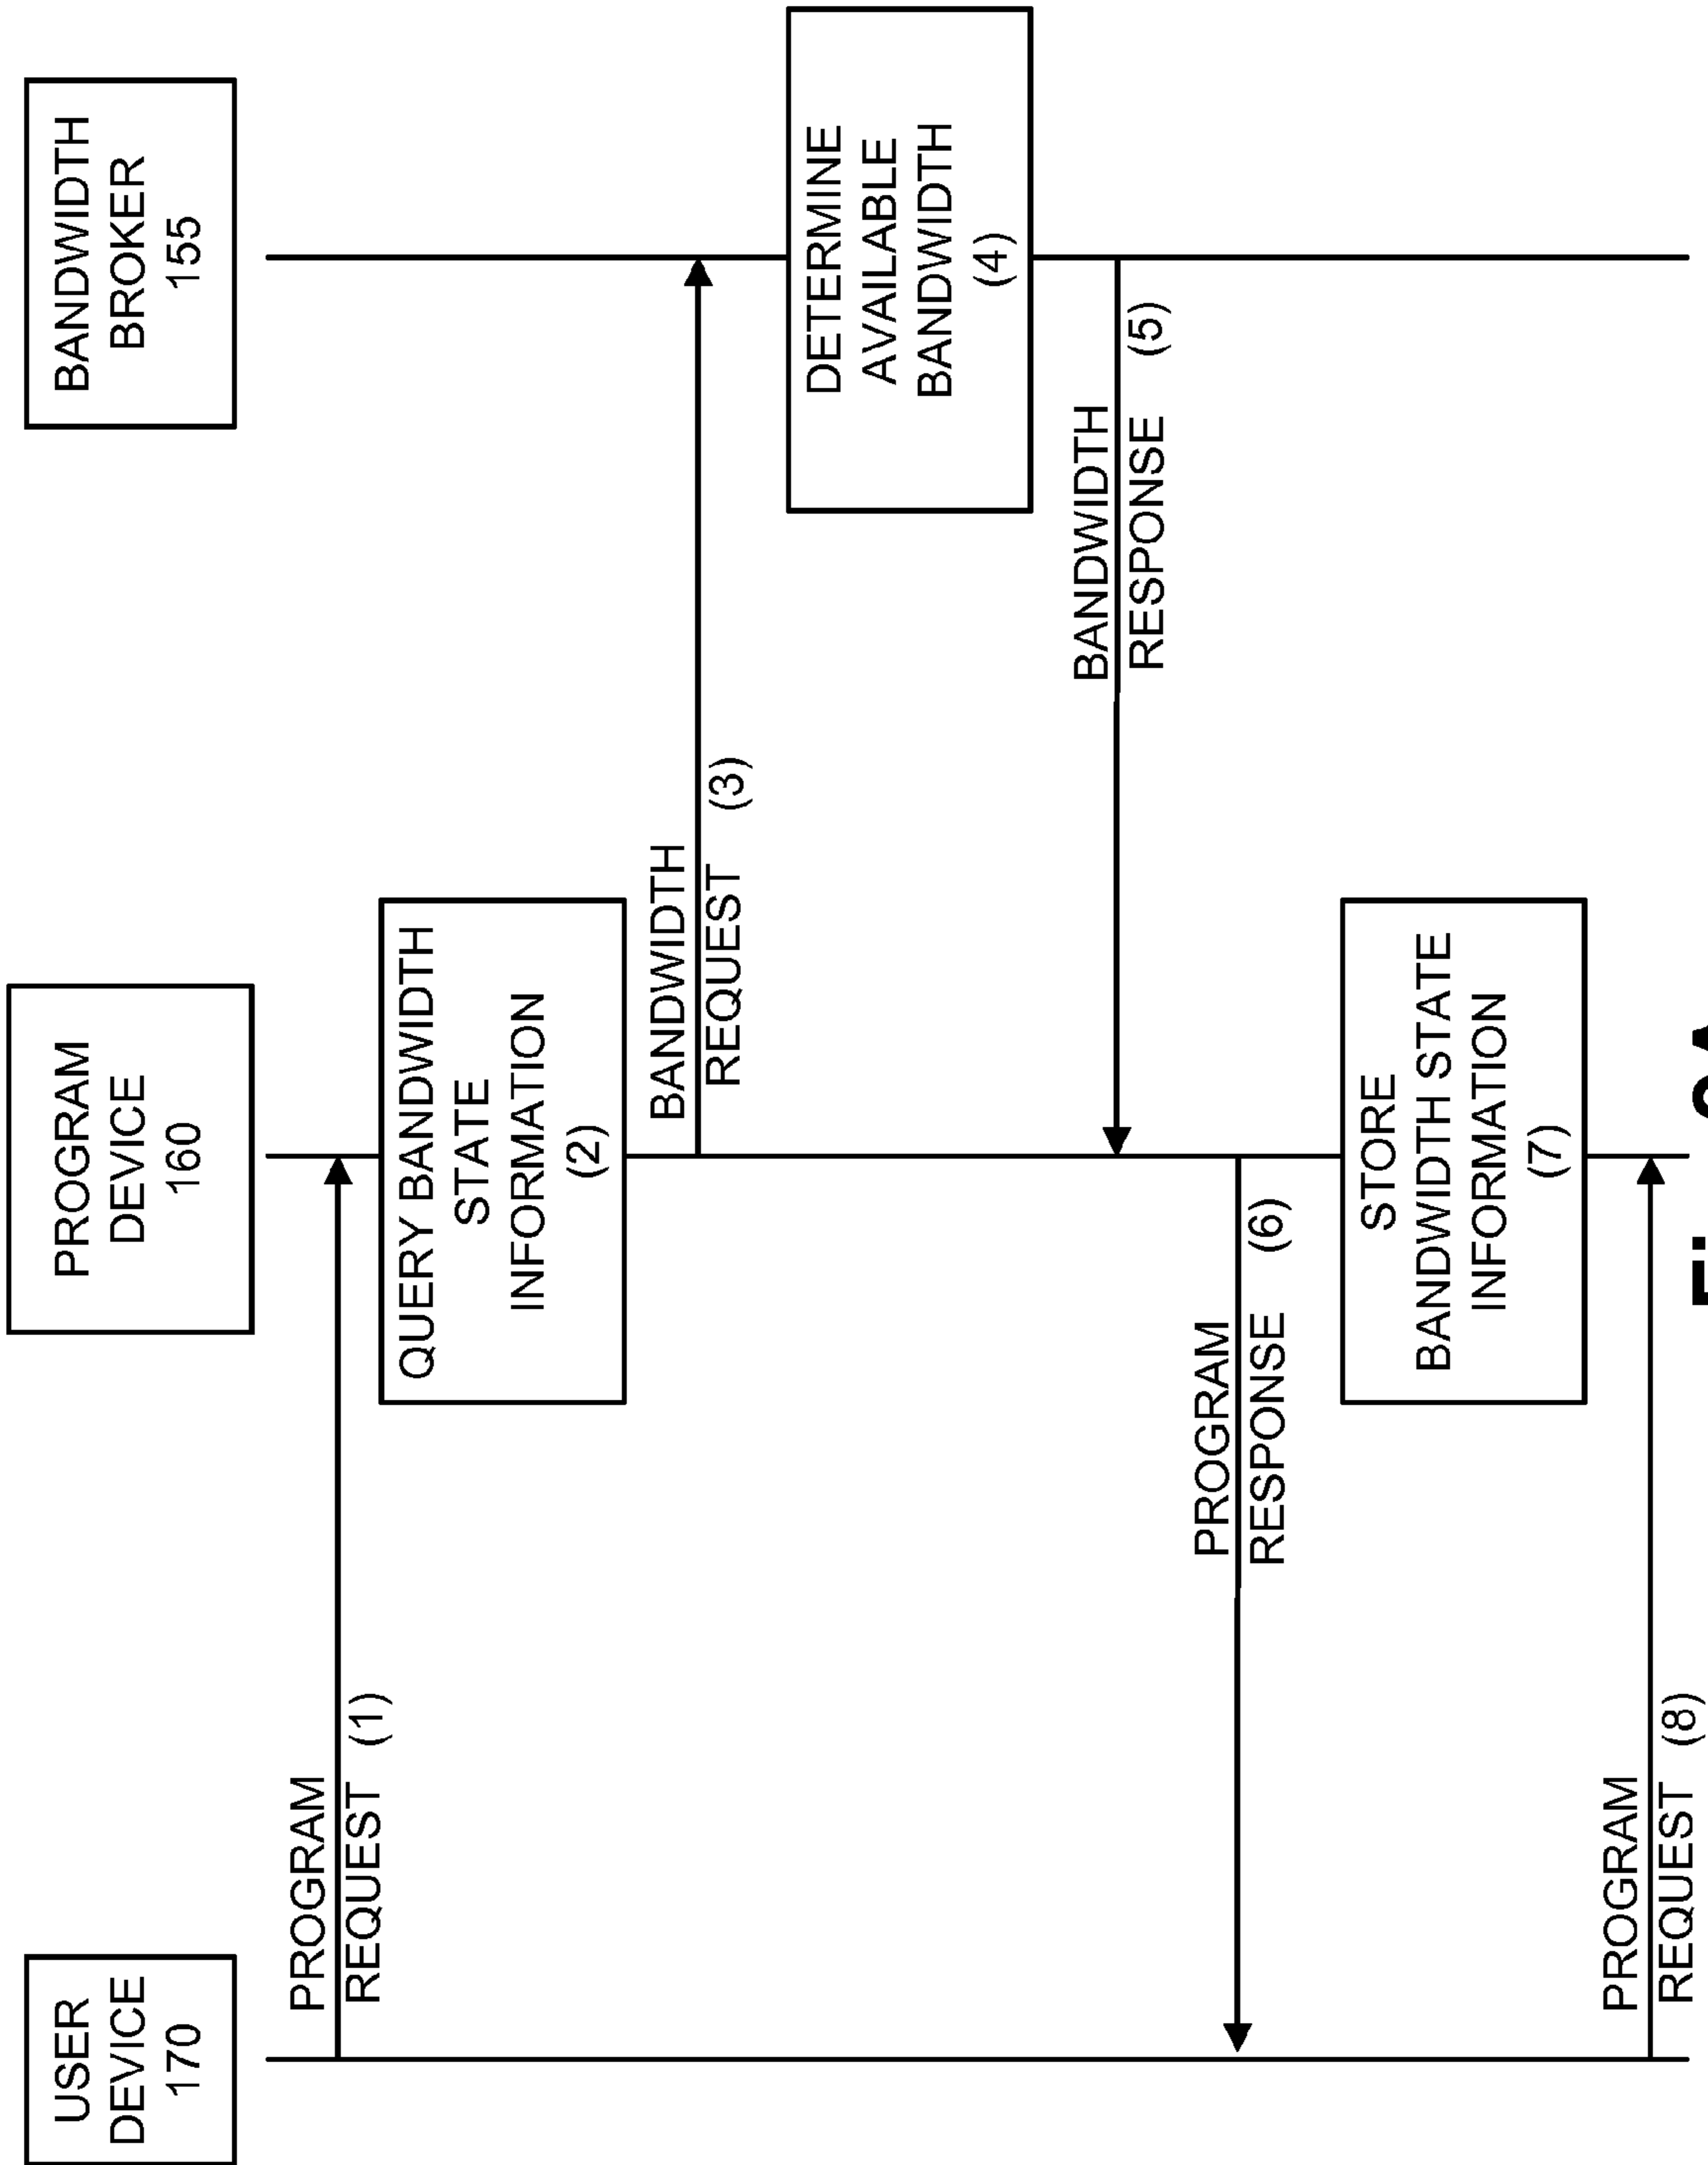 USER
DEVICE
170
PROGRAM
DEVICE
160
BANDWIDTH
BROKER
155
PROGRAM
REQUEST (1)
QUERY BANDWIDTH
STATE
INFORMATION
(2)
BANDWIDTH
REQUEST (3)
DETERMINE
AVAILABLE
BANDWIDTH
(4)
BANDWIDTH
RESPONSE (5)
PROGRAM
RESPONSE (6)
STORE
BANDWIDTH STATE
INFORMATION
(7)
PROGRAM
REQUEST (8)